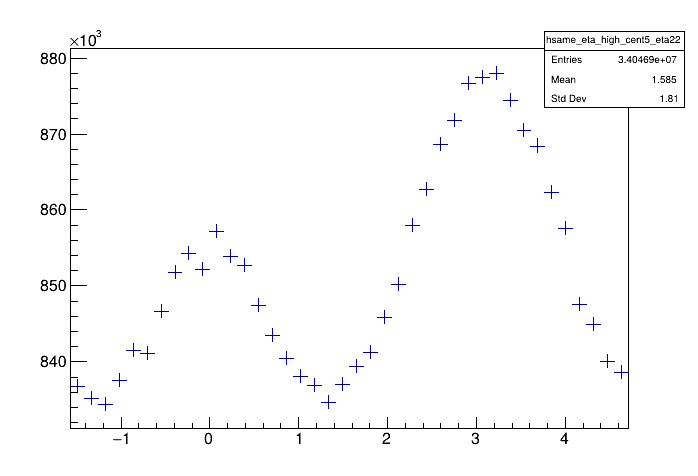 ×10³
hsame_eta_high_cent5_eta22
Entries 3.40469e+07
Mean 1.585
Std Dev 1.81
880
870
860
850
840
−1 0 1 2 3 4